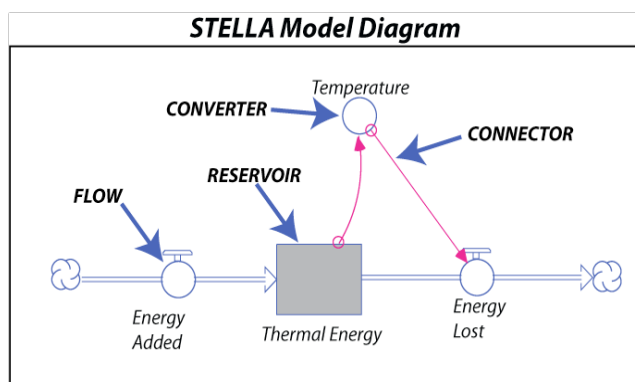 STELLA Model Diagram
Temperature
CONVERTER
CONNECTOR
RESERVOIR
FLOW
Energy
Added
Thermal Energy
Energy
Lost